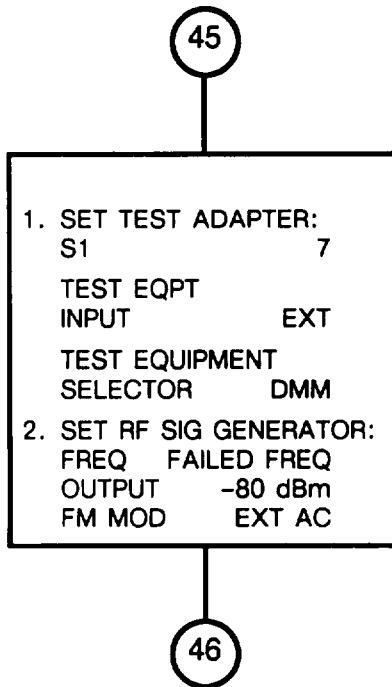 45
1. SET TEST ADAPTER:
S1 7
TEST EQPT
INPUT EXT
TEST EQUIPMENT
SELECTOR DMM
2. SET RF SIG GENERATOR:
FREQ FAILED FREQ
OUTPUT -80 dBm
FM MOD EXT AC
46